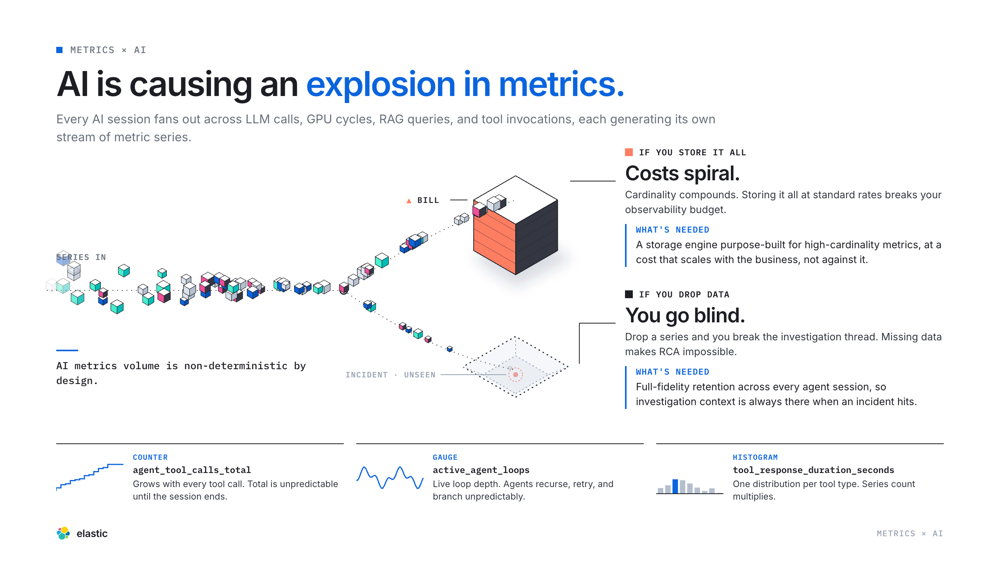 METRICS × AI
AI is causing an explosion in metrics.
Every AI session fans out across LLM calls, GPU cycles, RAG queries, and tool invocations, each generating its own
stream of metric series.
SERIES IN
AI metrics volume is non-deterministic by
design.
▲ BILL
INCIDENT · UNSEEN
IF YOU STORE IT ALL
Costs spiral.
Cardinality compounds. Storing it all at standard rates breaks your
observability budget.
WHAT'S NEEDED
A storage engine purpose-built for high-cardinality metrics, at a
cost that scales with the business, not against it.
IF YOU DROP DATA
You go blind.
Drop a series and you break the investigation thread. Missing data
makes RCA impossible.
WHAT'S NEEDED
Full-fidelity retention across every agent session, so
investigation context is always there when an incident hits.
COUNTER
agent_tool_calls_total
Grows with every tool call. Total is unpredictable
until the session ends.
GAUGE
active_agent_loops
Live loop depth. Agents recurse, retry, and
branch unpredictably.
HISTOGRAM
tool_response_duration_seconds
One distribution per tool type. Series count
multiplies.
elastic
METRICS × AI